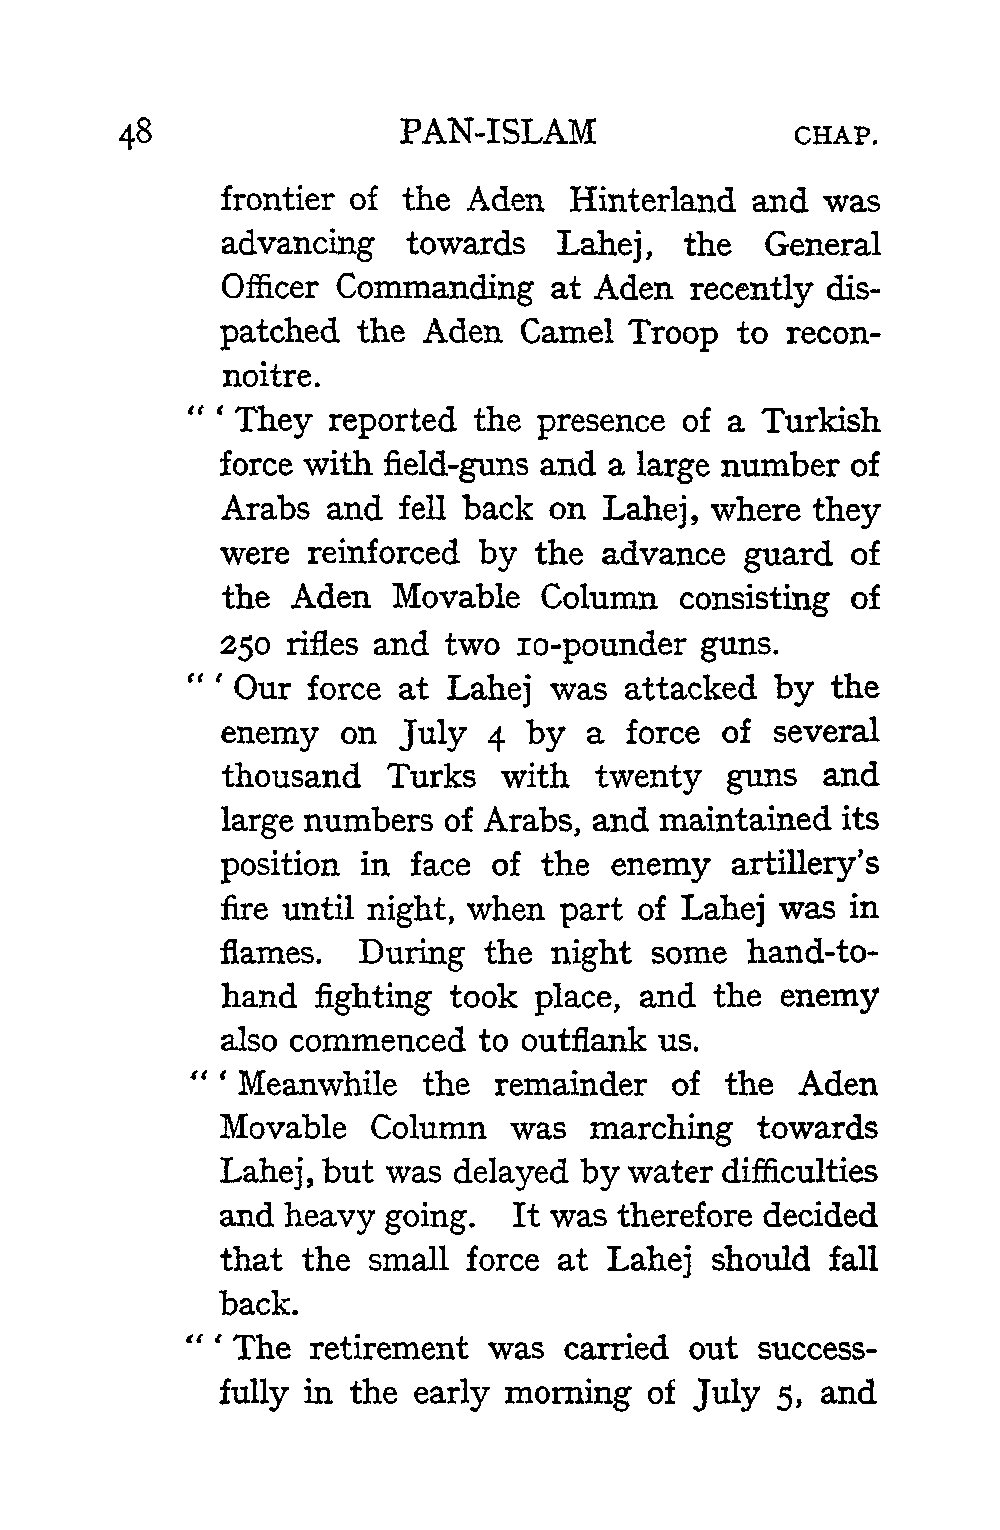 48 PAN-ISLAM CHAP.
frontier of the Aden Hinterland and was
advancing towards Lahej, the General
Officer Commanding at Aden recently dis-
patched the Aden Camel Troop to recon-
noitre.
“ ‘ They reported the presence of a Turkish
force with field-guns and a large number of
Arabs and fell back on Lahej, where they
were reinforced by the advance guard of
the Aden Movable Column consisting of
250 rifles and two 10-pounder guns.
“ ‘ Our force at Lahej was attacked by the
enemy on July 4 by a force of several
thousand Turks with twenty guns and
large numbers of Arabs, and maintained its
position in face of the enemy artillery’s
fire until night, when part of Lahej was in
flames. During the night some hand-to-
hand fighting took place, and the enemy
also commenced to outflank us.
“ ‘ Meanwhile the remainder of the Aden
Movable Column was marching towards
Lahej, but was delayed by water difficulties
and heavy going. It was therefore decided
that the small force at Lahej should fall
back.
“ ‘ The retirement was carried out success-
fully in the early morning of July 5, and